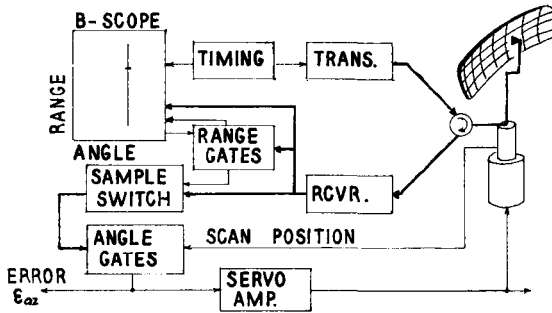 B-SCOPE
RANGE
TIMING
TRANS.
RANGE
GATES
ANGLE
SAMPLE
SWITCH
RCVR.
ANGLE
GATES
SCAN POSITION
ERROR
εaz
SERVO
AMP.